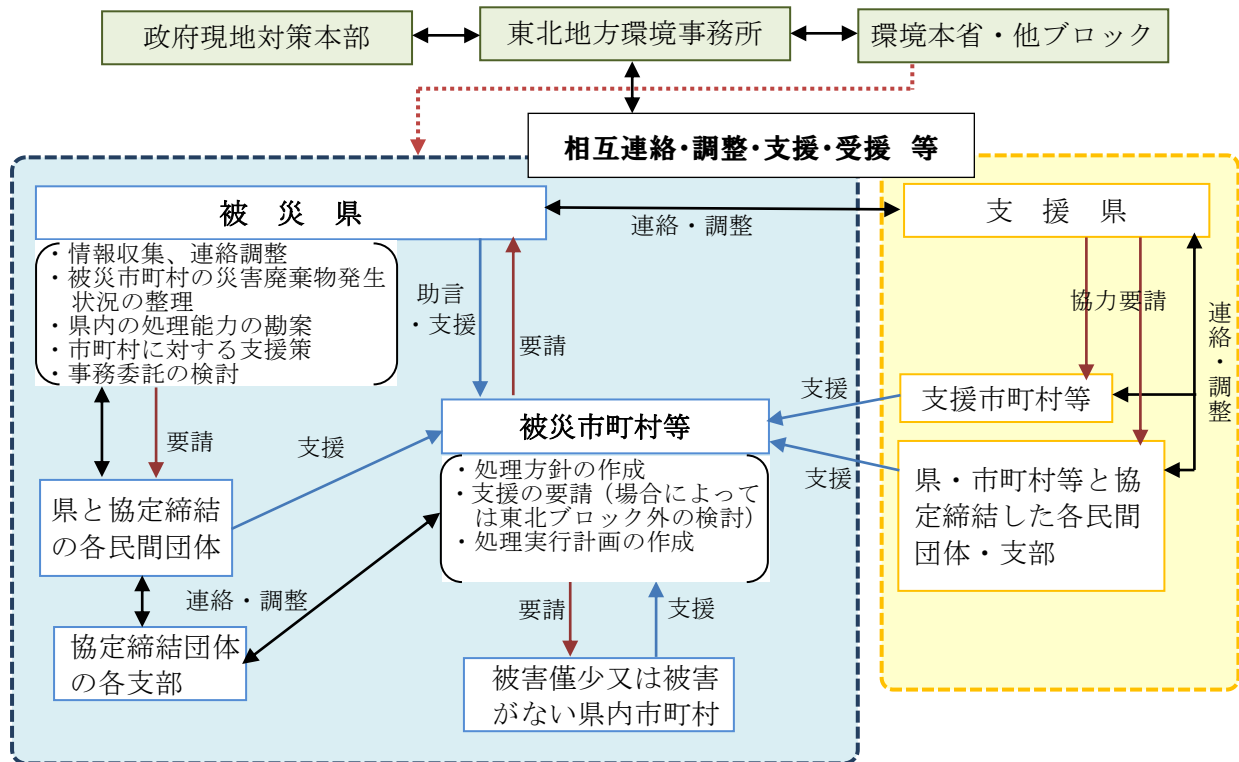 政府現地対策本部
東北地方環境事務所
環境本省・他ブロック
相互連絡・調整・支援・受援 等
被 災 県
連絡・調整
支 援 県
・情報収集、連絡調整
・被災市町村の災害廃棄物発生
状況の整理
・県内の処理能力の勘案
・市町村に対する支援策
・事務委託の検討
助言
・支援
要請
協力要請
連絡・調整
要請
支援
被災市町村等
支援
支援市町村等
・処理方針の作成
・支援の要請（場合によって
は東北ブロック外の検討）
・処理実行計画の作成
支援
県・市町村等と協
定締結した各民間
団体・支部
県と協定締結
の各民間団体
連絡・調整
協定締結団体
の各支部
要請
支援
被害僅少又は被害
がない県内市町村